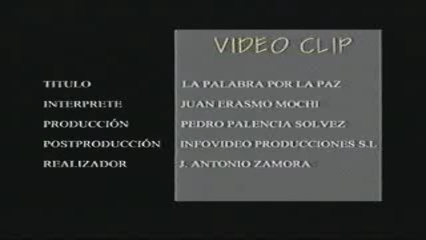 VIDEO CLIP
TITULO LA PALABRA POR LA PAZ
INTERPRETE JUAN ERASMO MOCHI
PRODUCCIÓN PEDRO PALENCIA SOLVEZ
POSTPRODUCCIÓN INFOVIDEO PRODUCCIONES S.L
REALIZADOR J. ANTONIO ZAMORA